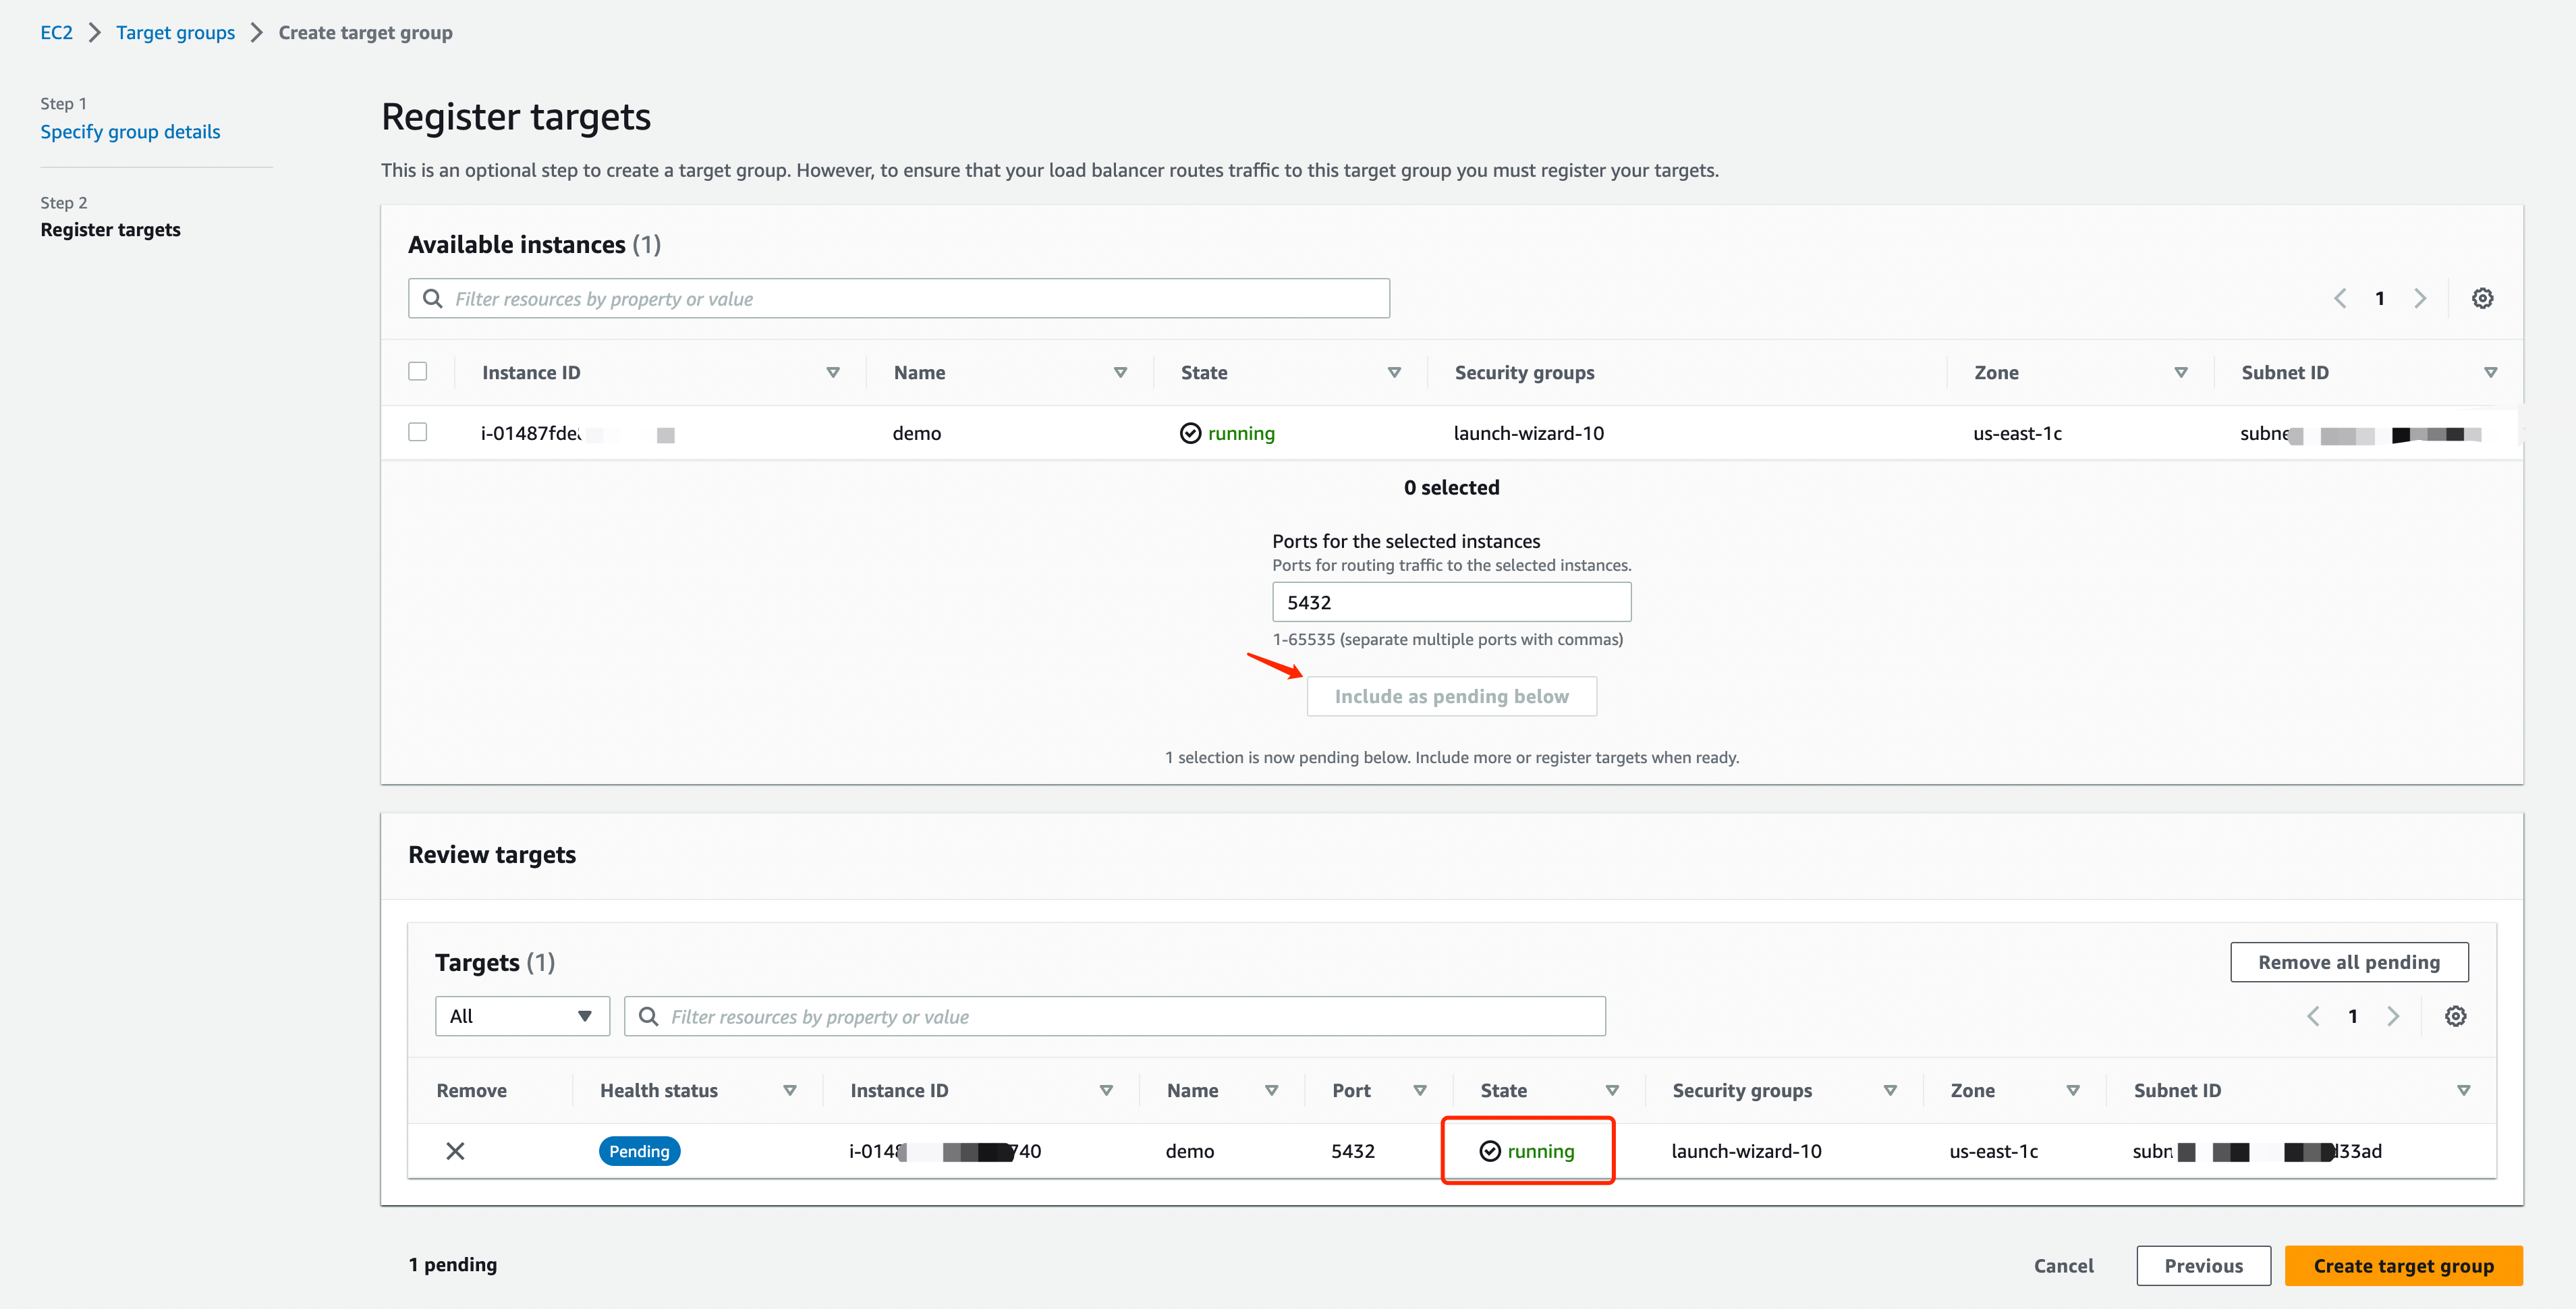 EC2 > Target groups > Create target group
Step 1
Specify group details
Step 2
Register targets
Register targets
This is an optional step to create a target group. However, to ensure that your load balancer routes traffic to this target group you must register your targets.
Available instances (1)
Filter resources by property or value
1
Instance ID Name State Security groups Zone Subnet ID
i-01487fde demo running launch-wizard-10 us-east-1c subne
0 selected
Ports for the selected instances
Ports for routing traffic to the selected instances.
5432
1-65535 (separate multiple ports with commas)
Include as pending below
1 selection is now pending below. Include more or register targets when ready.
Review targets
Targets (1)
Remove all pending
All
Filter resources by property or value
1
Remove Health status Instance ID Name Port State Security groups Zone Subnet ID
Pending i-014 740 demo 5432 running launch-wizard-10 us-east-1c subn d33ad
1 pending
Cancel
Previous
Create target group